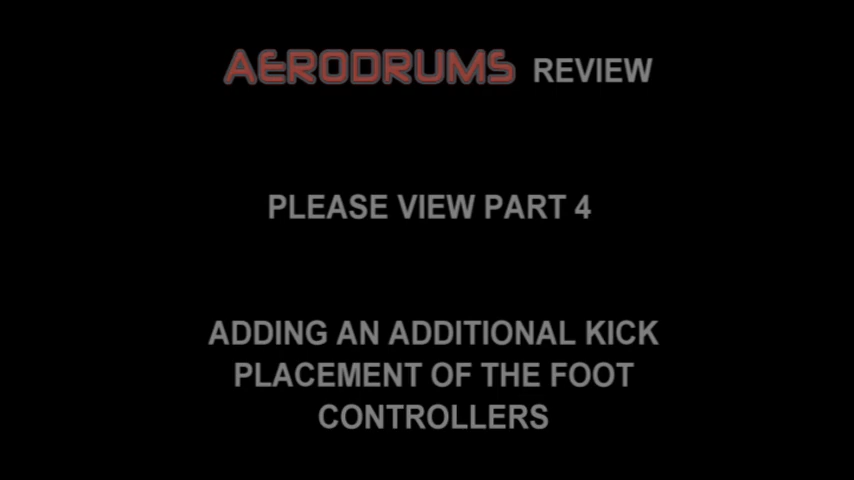 AERODRUMS REVIEW
PLEASE VIEW PART 4
ADDING AN ADDITIONAL KICK
PLACEMENT OF THE FOOT
CONTROLLERS